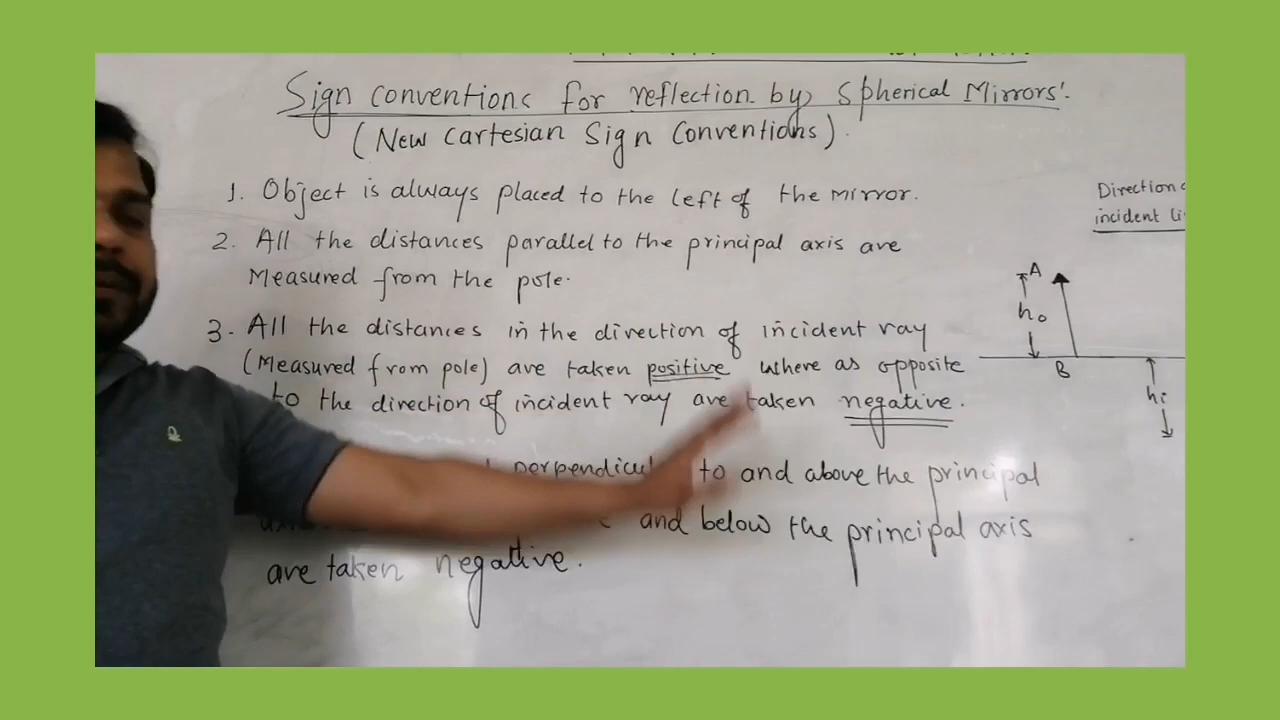 Sign conventions for reflection by Spherical Mirrors'.
(New Cartesian Sign Conventions).
1. Object is always placed to the left of the mirror.
2. All the distances parallel to the principal axis are
Measured from the pole.
3. All the distances in the direction of incident ray
(Measured from pole) are taken positive where as opposite
to the direction of incident ray are taken negative.
to and above the principal
and below the principal axis
are taken negative.
Direction
incident
A
ho
B
hi